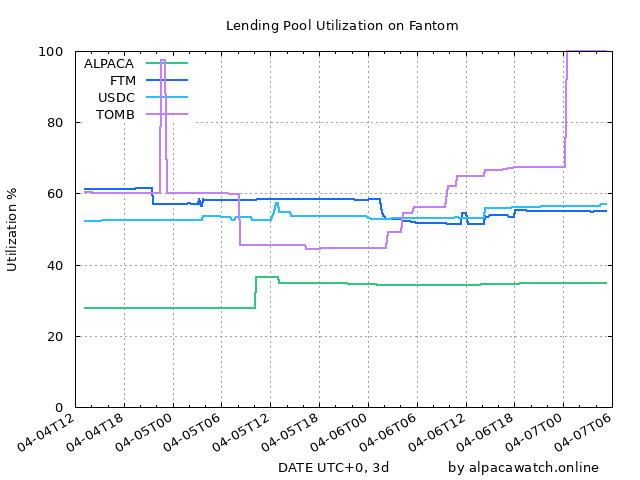 Lending Pool Utilization on Fantom
ALPACA
FTM
USDC
TOMB
100
80
60
40
20
0
Utilization %
04-04T12
04-04T18
04-05T00
04-05T06
04-05T12
04-05T18
04-06T00
04-06T06
04-06T12
04-06T18
04-07T00
04-07T06
DATE UTC+0, 3d
by alpacawatch.online